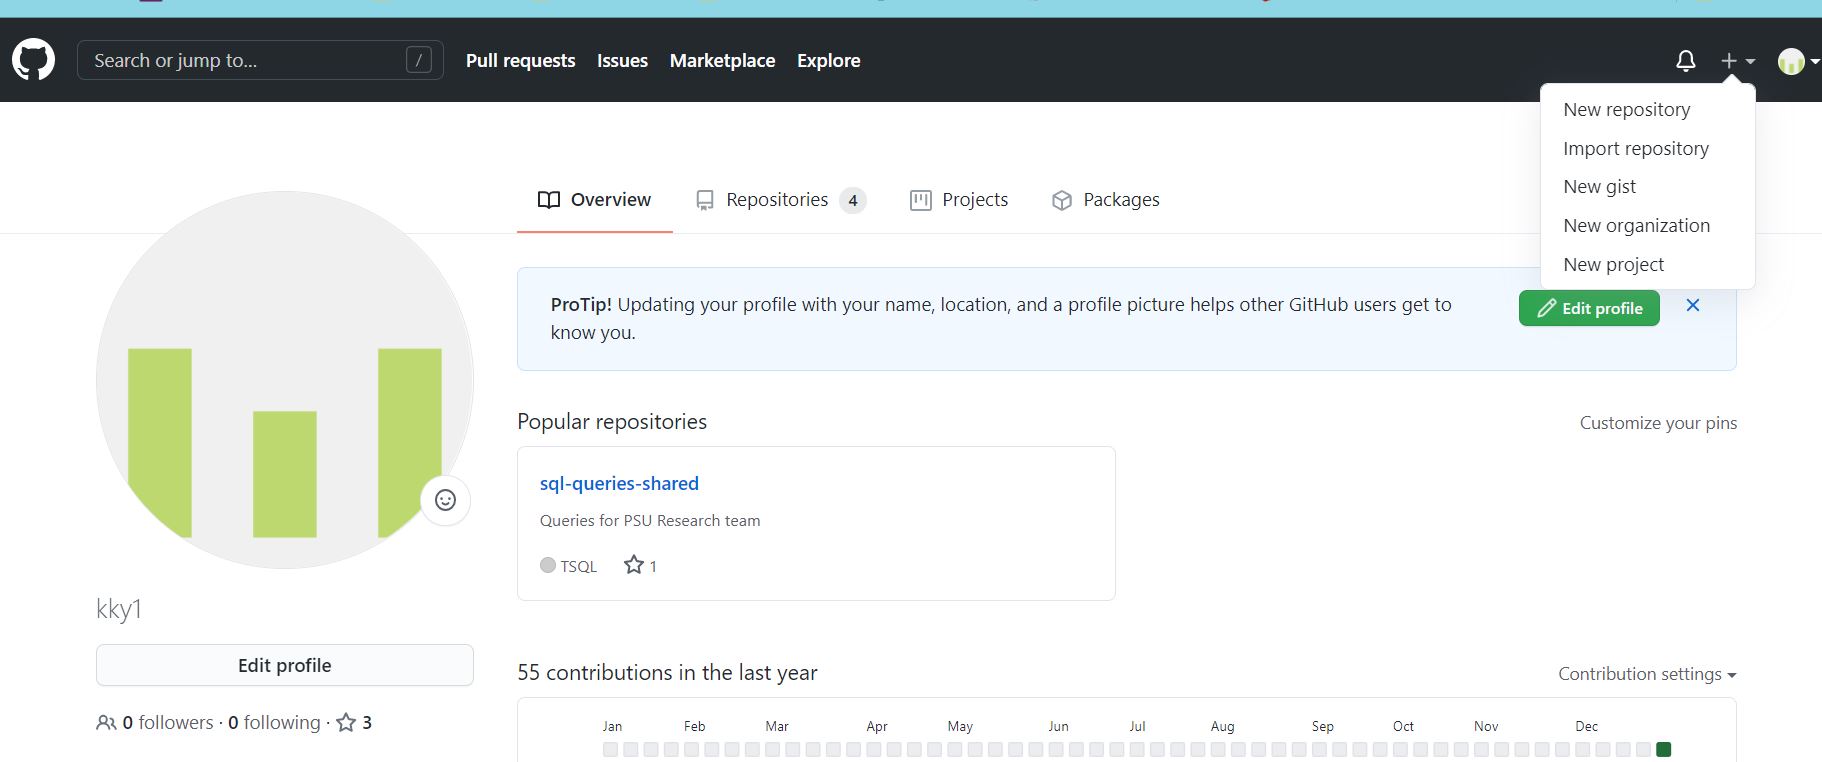 Search or jump to... /
Pull requests Issues Marketplace Explore
New repository
Import repository
New gist
New organization
New project
Overview Repositories 4 Projects Packages
ProTip! Updating your profile with your name, location, and a profile picture helps other GitHub users get to
know you.
Edit profile
Popular repositories
Customize your pins
sql-queries-shared
Queries for PSU Research team
TSQL 1
kky1
Edit profile
0 followers · 0 following · 3
55 contributions in the last year
Contribution settings
Jan Feb Mar Apr May Jun Jul Aug Sep Oct Nov Dec